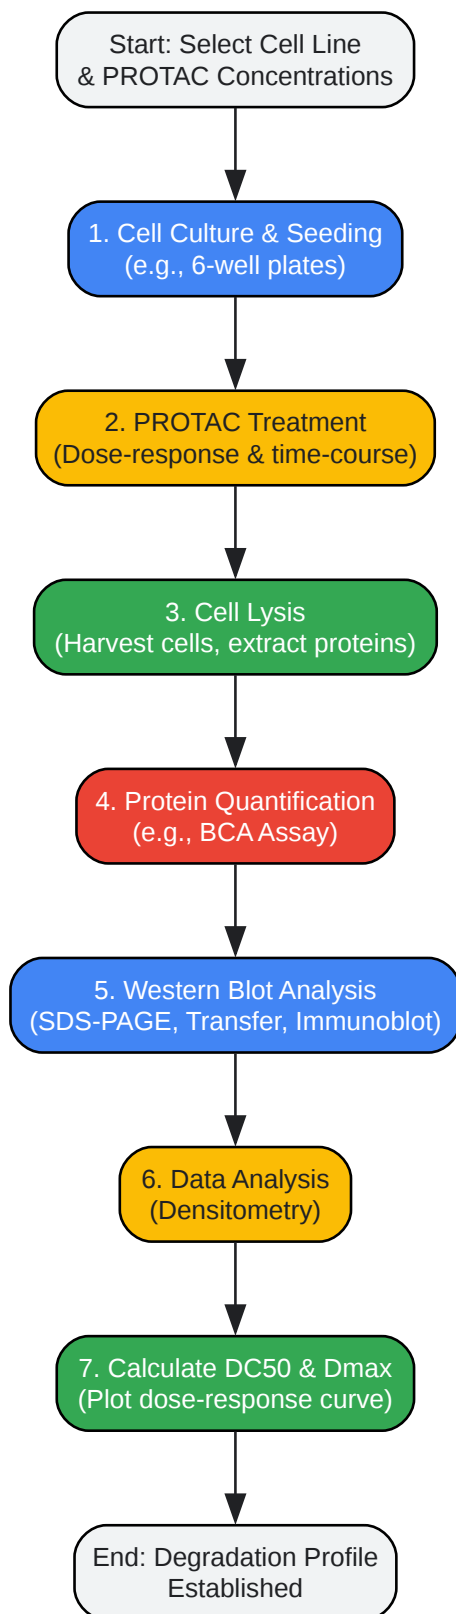 Start: Select Cell Line
& PROTAC Concentrations
1. Cell Culture & Seeding
(e.g., 6-well plates)
2. PROTAC Treatment
(Dose-response & time-course)
3. Cell Lysis
(Harvest cells, extract proteins)
4. Protein Quantification
(e.g., BCA Assay)
5. Western Blot Analysis
(SDS-PAGE, Transfer, Immunoblot)
6. Data Analysis
(Densitometry)
7. Calculate DC50 & Dmax
(Plot dose-response curve)
End: Degradation Profile
Established